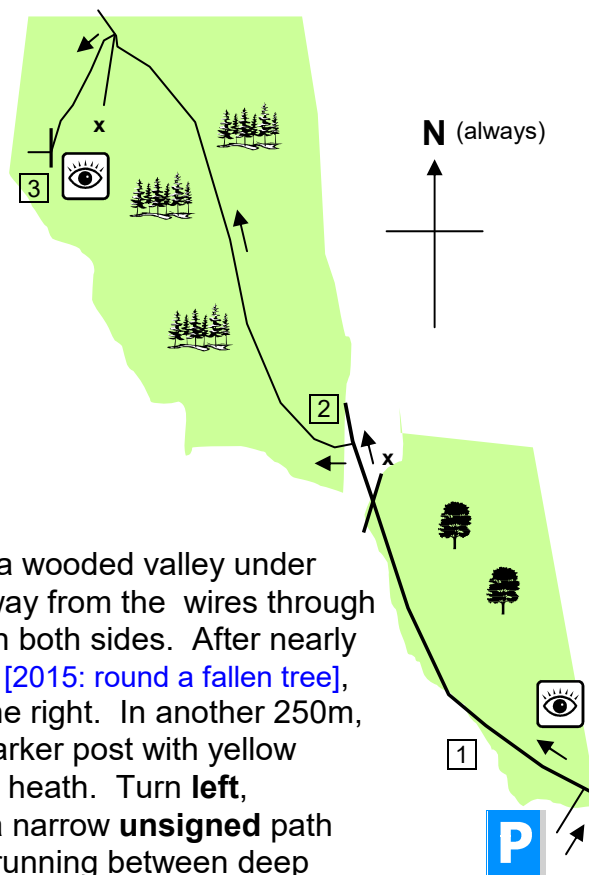 x
N (always)
3
2
x
a wooded valley under
way from the wires through
n both sides. After nearly
[2015: round a fallen tree],
he right. In another 250m,
arker post with yellow
heath. Turn left,
a narrow unsigned path
running between deep
1
P